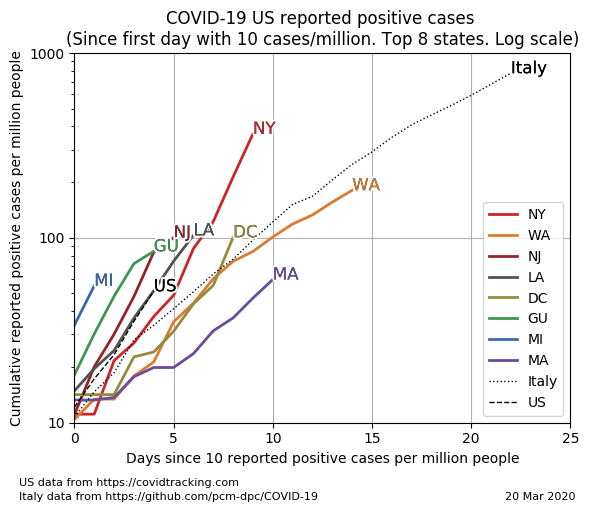 COVID-19 US reported positive cases
(Since first day with 10 cases/million. Top 8 states. Log scale)
Cumulative reported positive cases per million people
1000
100
10
Italy
NY
WA
NJ
LA
DC
GU
MI
US
MA
NY
WA
NJ
LA
DC
GU
MI
MA
Italy
US
0 5 10 15 20 25
Days since 10 reported positive cases per million people
US data from https://covidtracking.com
Italy data from https://github.com/pcm-dpc/COVID-19
20 Mar 2020